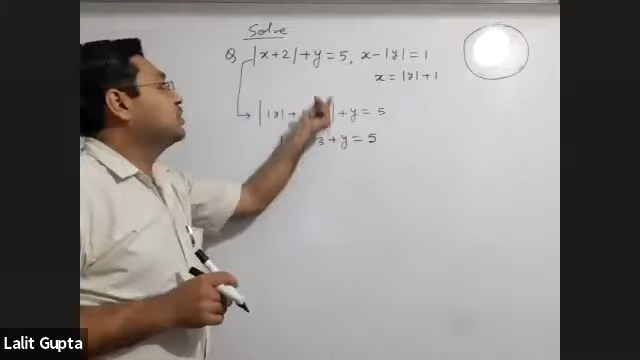 Solve
Q |x+2|+y=5, x-|y|=1
x=|y|+1
||y|+ | +y=5
3+y=5
Lalit Gupta